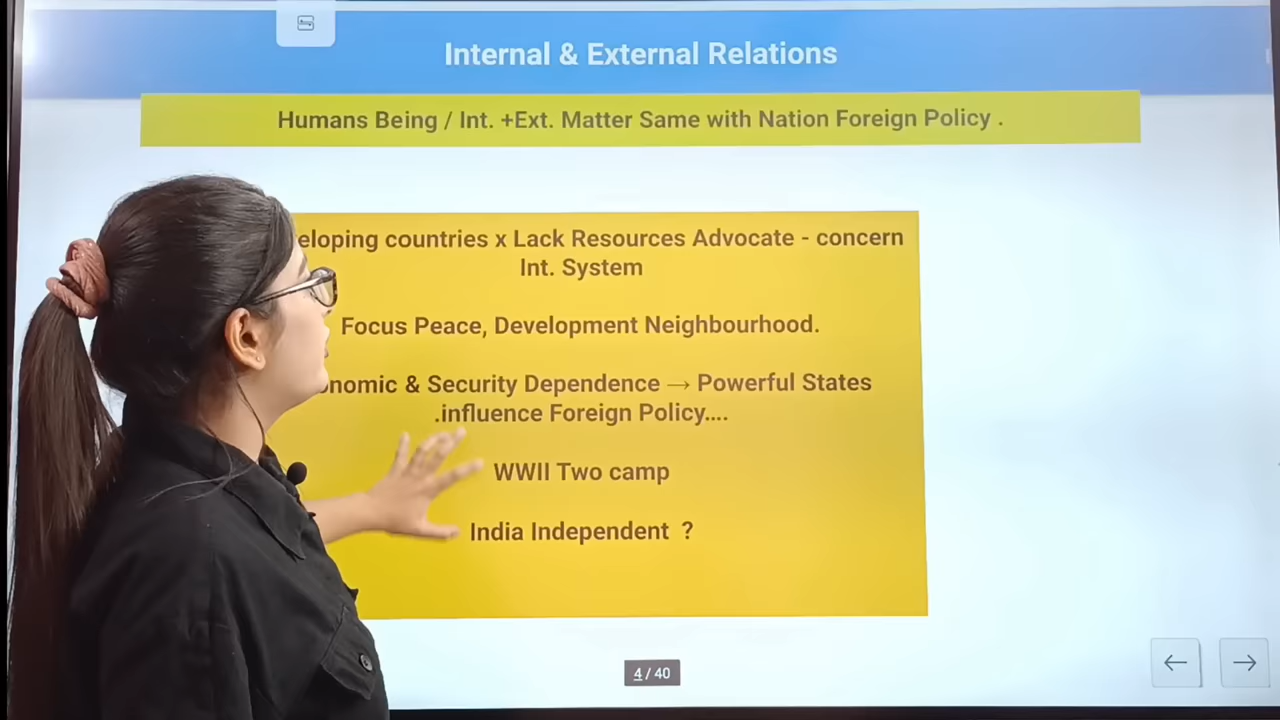 Internal & External Relations
Humans Being / Int. +Ext. Matter Same with Nation Foreign Policy .
countries x Lack Resources Advocate - concern
Int. System
Focus Peace, Development Neighbourhood.
& Security Dependence → Powerful States
.influence Foreign Policy....
WWII Two camp
India Independent ?
4 / 40